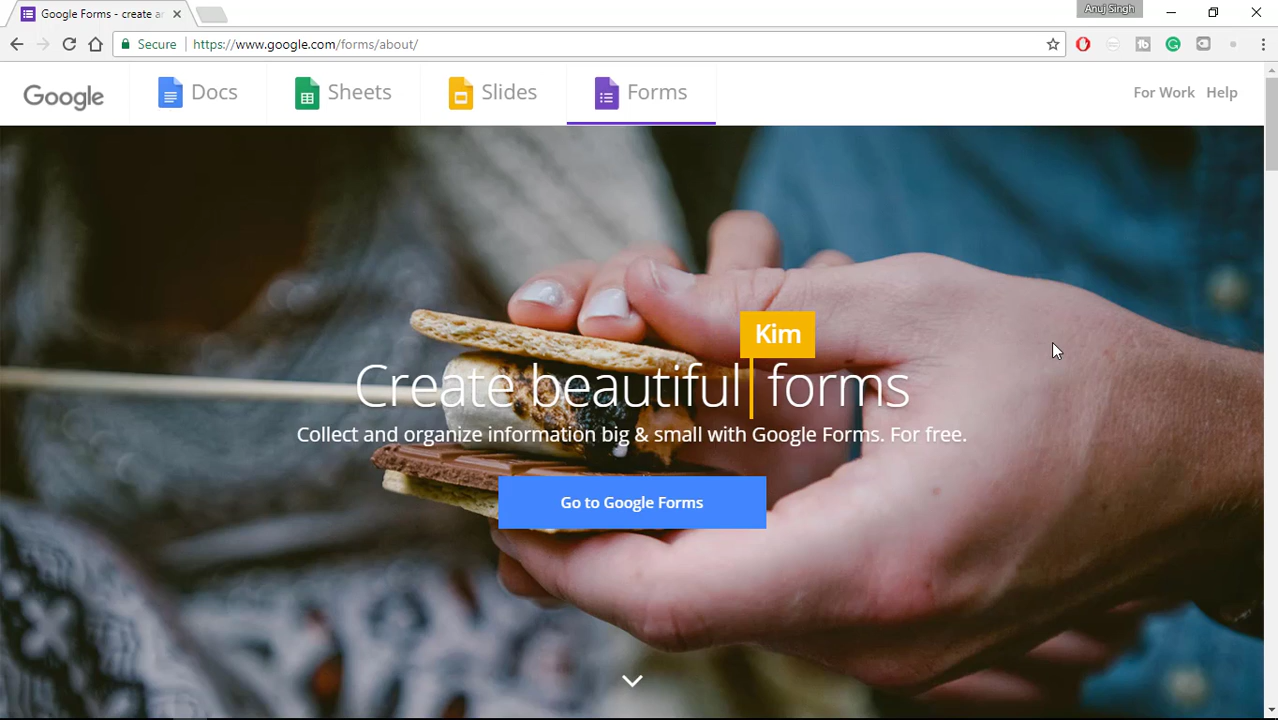 Google Forms - create ar
Anuj Singh
Secure
https://www.google.com/forms/about/
Google
Docs
Sheets
Slides
Forms
For Work
Help
Kim
Create beautiful forms
Collect and organize information big & small with Google Forms. For free.
Go to Google Forms